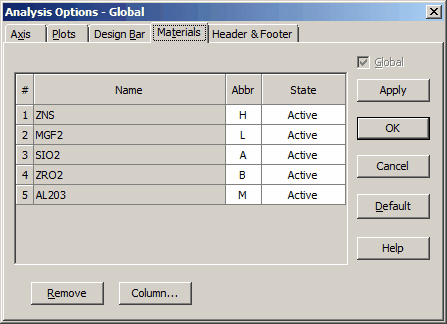 Analysis Options - Global
Axis Plots Design Bar Materials Header & Footer
Global
# Name Abbr State
1 ZNS H Active
2 MGF2 L Active
3 SIO2 A Active
4 ZRO2 B Active
5 AL203 M Active
Apply
OK
Cancel
Default
Help
Remove Column...